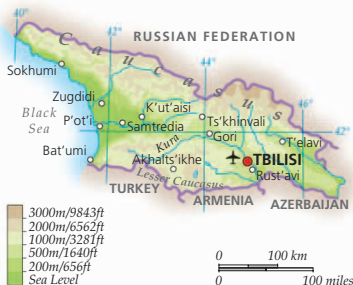 40°
42°
RUSSIAN FEDERATION
Caucasus
Sokhumi
44°
Zugdidi
46°
Black
Sea
K'ut'aisi
Ts'khinvali
P'ot'i
Samtredia
Gori
42°
T'elavi
Kura
Bat'umi
Akhalts'ikhe
TBILISI
Rust'avi
Lesser Caucasus
TURKEY
ARMENIA
AZERBAIJAN
3000m/9843ft
2000m/6562ft
1000m/3281ft
500m/1640ft
200m/656ft
Sea Level
0 100 km
0 100 miles